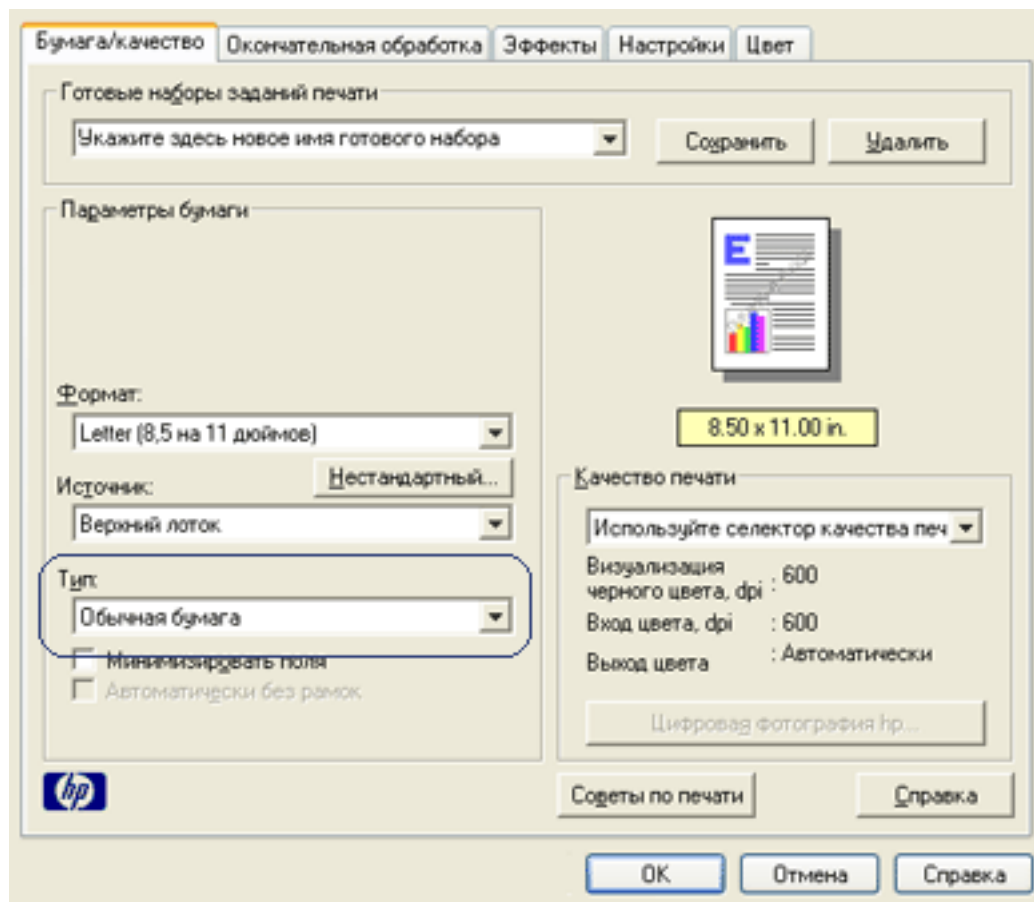 Бумага/качество Окончательная обработка Эффекты Настройки Цвет
Готовые наборы заданий печати
Укажите здесь новое имя готового набора Сохранить Удалить
Параметры бумаги
E
Формат:
Letter (8,5 на 11 дюймов)
8.50 x 11.00 in.
Нестандартный...
Источник:
Верхний лоток
Тип:
Обычная бумага
Минимизировать поля
Автоматически без рамок
Качество печати
Используйте селектор качества печ
Визуализация
черного цвета, dpi : 600
Вход цвета, dpi : 600
Выход цвета : Автоматически
Цифровая фотография hp...
hp
Советы по печати Справка
OK Отмена Справка